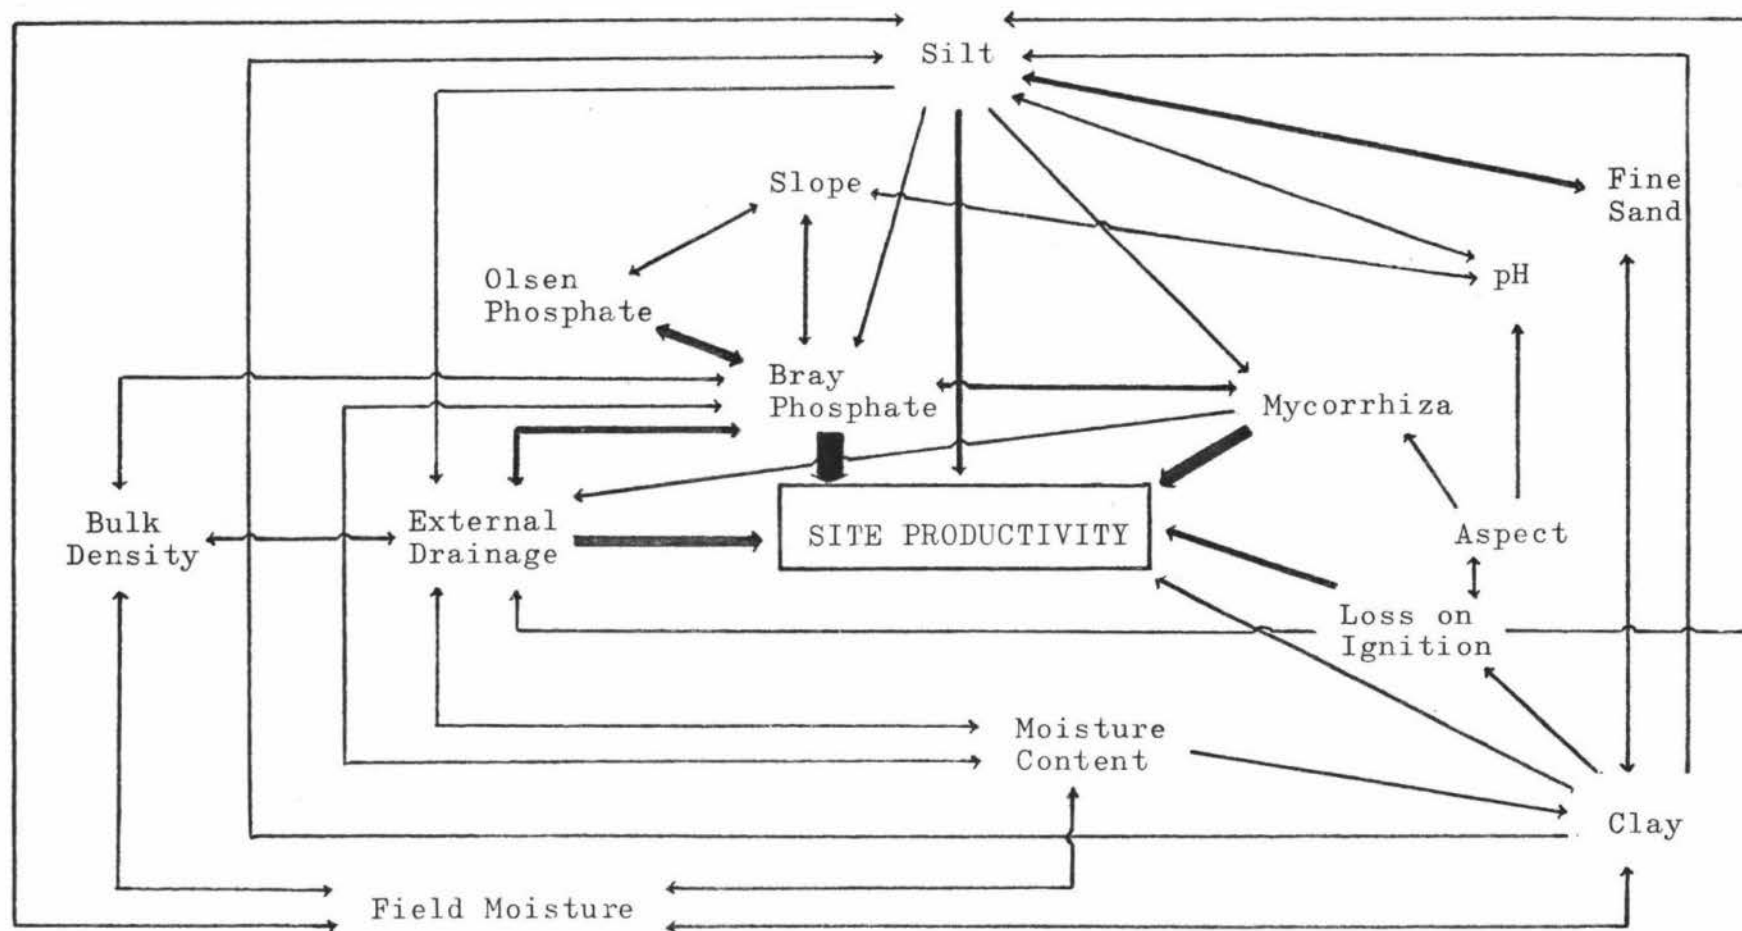 Silt
Slope
Fine
Sand
Olsen
Phosphate
pH
Bray
Phosphate
Mycorrhiza
Bulk
Density
External
Drainage
SITE PRODUCTIVITY
Aspect
Loss on
Ignition
Moisture
Content
Clay
Field Moisture